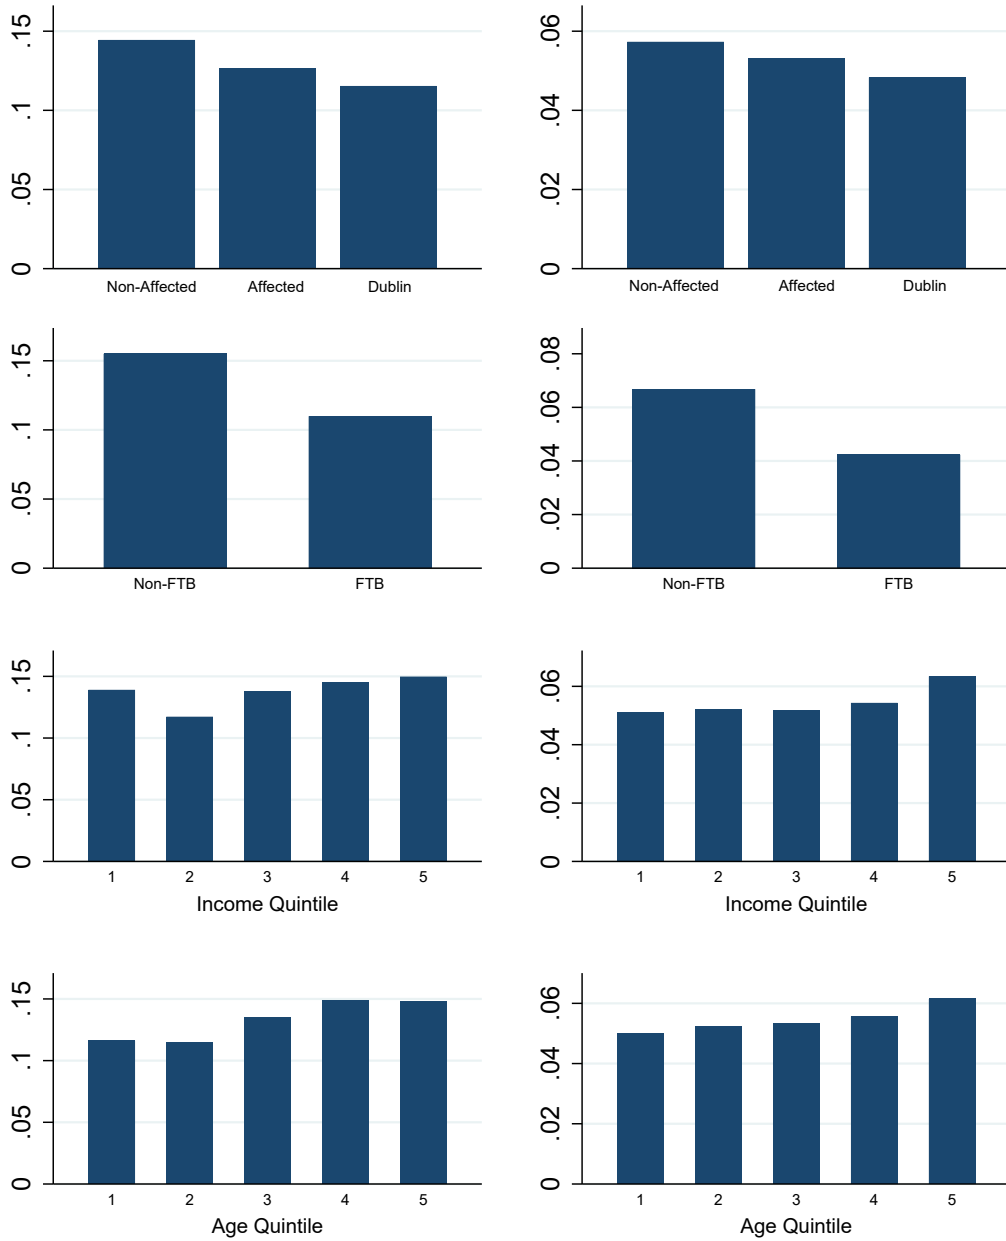 .15
.1
.05
0
Non-Affected Affected Dublin
.06
.04
.02
0
Non-Affected Affected Dublin
.15
.1
.05
0
Non-FTB FTB
.08
.06
.04
.02
0
Non-FTB FTB
.15
.1
.05
0
1 2 3 4 5
Income Quintile
.06
.04
.02
0
1 2 3 4 5
Income Quintile
.15
.1
.05
0
1 2 3 4 5
Age Quintile
.06
.04
.02
0
1 2 3 4 5
Age Quintile